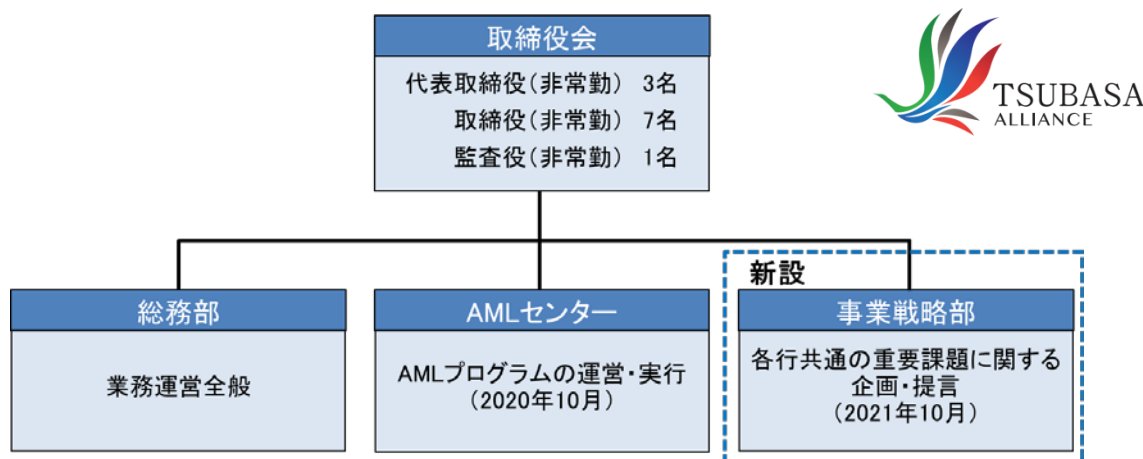 取締役会
代表取締役(非常勤) 3名
取締役(非常勤) 7名
監査役(非常勤) 1名
TSUBASA
ALLIANCE
新設
総務部
業務運営全般
AMLセンター
AMLプログラムの運営・実行
(2020年10月)
事業戦略部
各行共通の重要課題に関する
企画・提言
(2021年10月)